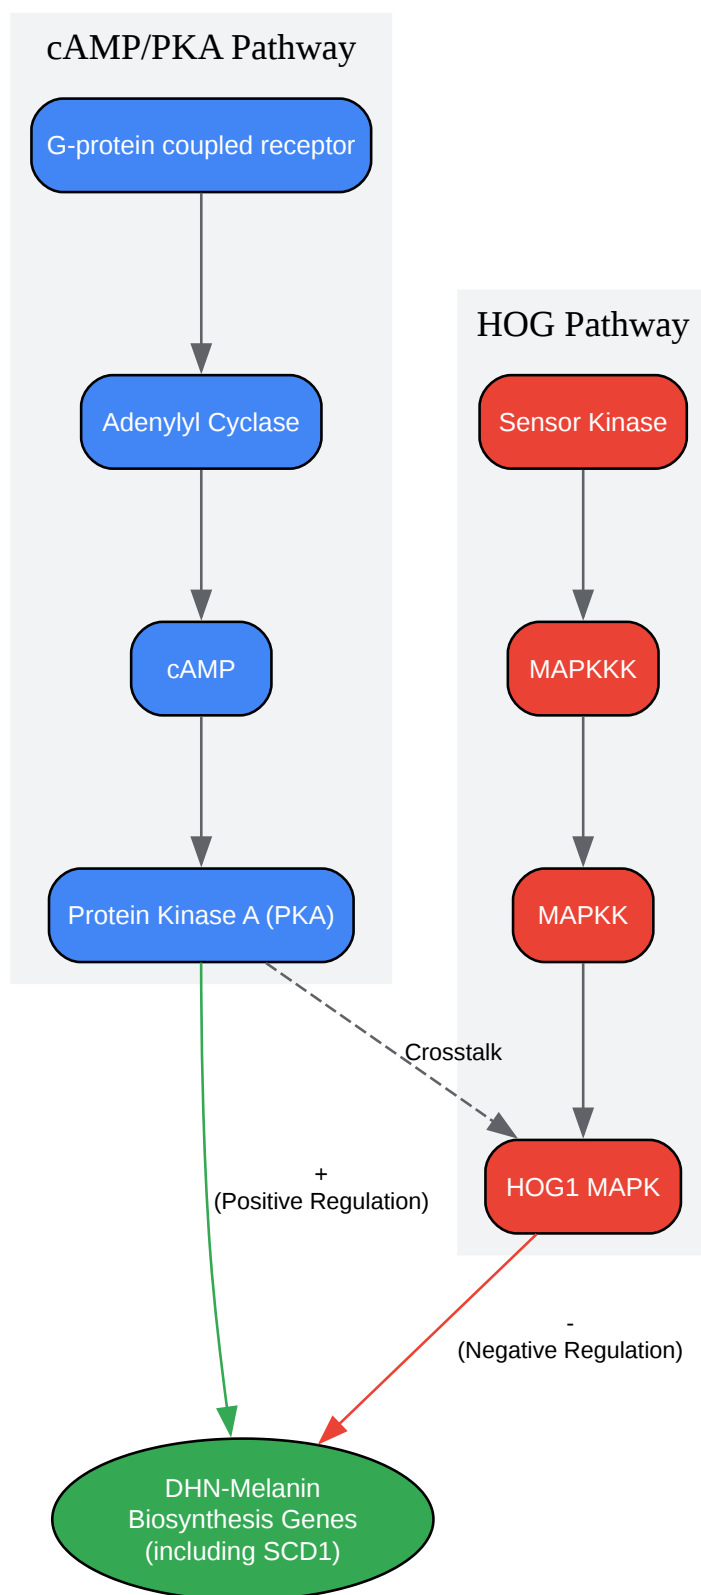 cAMP/PKA Pathway
G-protein coupled receptor
HOG Pathway
Adenylyl Cyclase
Sensor Kinase
cAMP
MAPKKK
Protein Kinase A (PKA)
MAPKK
Crosstalk
+
(Positive Regulation)
HOG1 MAPK
-
(Negative Regulation)
DHN-Melanin
Biosynthesis Genes
(including SCD1)